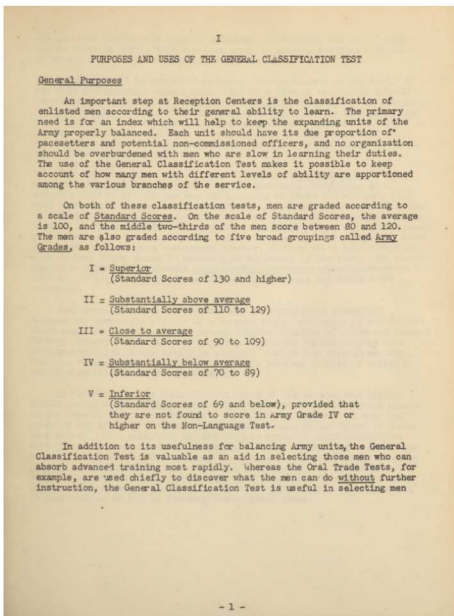 I
PURPOSES AND USES OF THE GENERAL CLASSIFICATION TEST
General Purposes
An important step at Reception Centers is the classification of
enlisted men according to their general ability to learn. The primary
need is for an index which will help to keep the expanding units of the
Army properly balanced. Each unit should have its due proportion of
pacesetters and potential non-commissioned officers, and no organization
should be overburdened with men who are slow in learning their duties.
The use of the General Classification Test makes it possible to keep
account of how many men with different levels of ability are apportioned
among the various branches of the service.
On both of these classification tests, men are graded according to
a scale of Standard Scores. On the scale of Standard Scores, the average
is 100, and the middle two-thirds of the men score between 80 and 120.
The men are also graded according to five broad groupings called Army
Grades, as follows:
I = Superior
(Standard Scores of 130 and higher)
II = Substantially above average
(Standard Scores of 110 to 129)
III = Close to average
(Standard Scores of 90 to 109)
IV = Substantially below average
(Standard Scores of 70 to 89)
V = Inferior
(Standard Scores of 69 and below), provided that
they are not found to score in Army Grade IV or
higher on the Non-Language Test.
In addition to its usefulness for balancing Army units, the General
Classification Test is valuable as an aid in selecting those men who can
absorb advanced training most rapidly. Whereas the Oral Trade Tests, for
example, are used chiefly to discover what the men can do without further
instruction, the General Classification Test is useful in selecting men
- 1 -